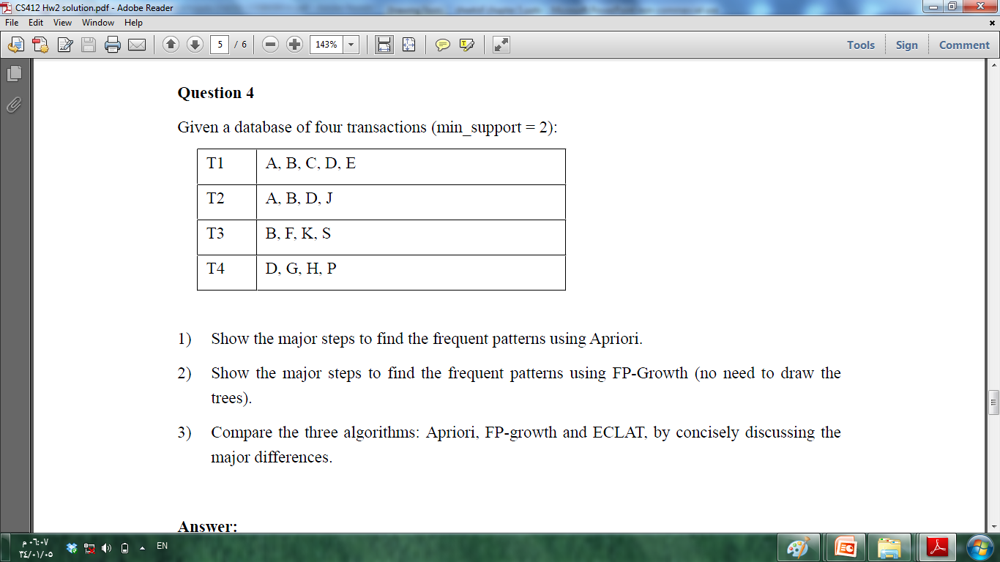 CS412 Hw2 solution.pdf - Adobe Reader
File Edit View Window Help
5 / 6 143% Tools Sign Comment
Question 4
Given a database of four transactions (min_support = 2):
T1 A, B, C, D, E
T2 A, B, D, J
T3 B, F, K, S
T4 D, G, H, P
1) Show the major steps to find the frequent patterns using Apriori.
2) Show the major steps to find the frequent patterns using FP-Growth (no need to draw the
trees).
3) Compare the three algorithms: Apriori, FP-growth and ECLAT, by concisely discussing the
major differences.
Answer:
٠٦:٠٧ م
EN
٣٤/٠١/٠٥